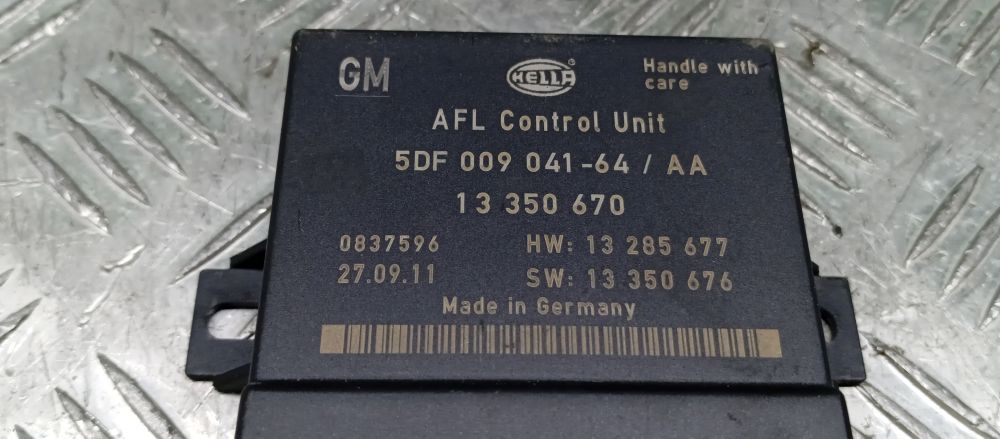 GM
HELLA
®
Handle with
care
AFL Control Unit
5DF 009 041-64 / AA
13 350 670
0837596
HW: 13 285 677
27.09.11
SW: 13 350 676
Made in Germany